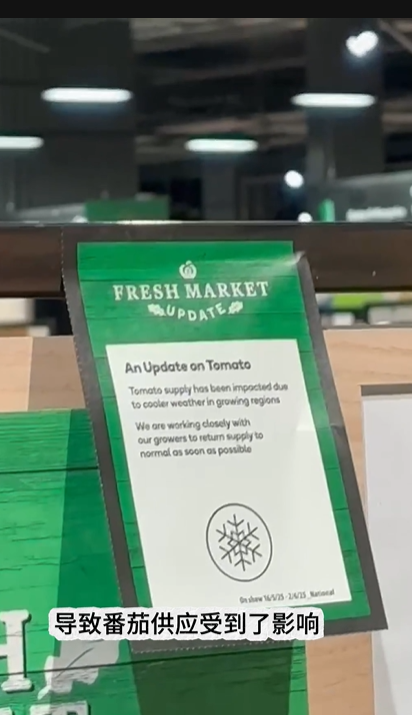 FRESH MARKET
UPDATE
An Update on Tomato
Tomato supply has been impacted due
to cooler weather in growing regions
We are working closely with
our growers to return supply to
normal as soon as possible
On show 14/5/25 - 2/6/25 _National
导致番茄供应受到了影响